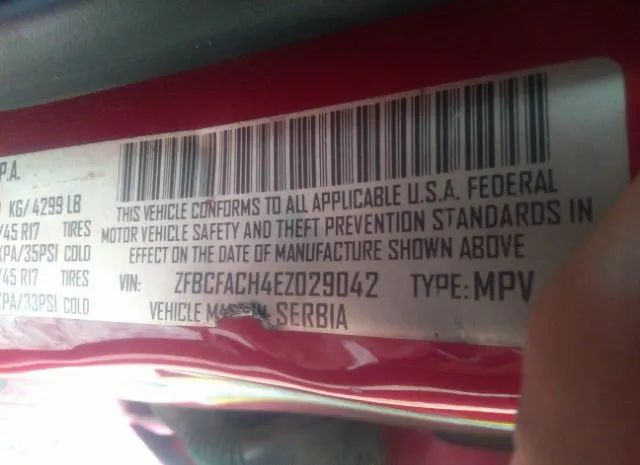 P.A.
KG/4299 LB
/45 R17 TIRES
KPA/35PSI COLD
/45 R17 TIRES
KPA/33PSI COLD
THIS VEHICLE CONFORMS TO ALL APPLICABLE U.S.A. FEDERAL
MOTOR VEHICLE SAFETY AND THEFT PREVENTION STANDARDS IN
EFFECT ON THE DATE OF MANUFACTURE SHOWN ABOVE
VIN: ZFBCFACH4EZ029042 TYPE: MPV
VEHICLE SERBIA